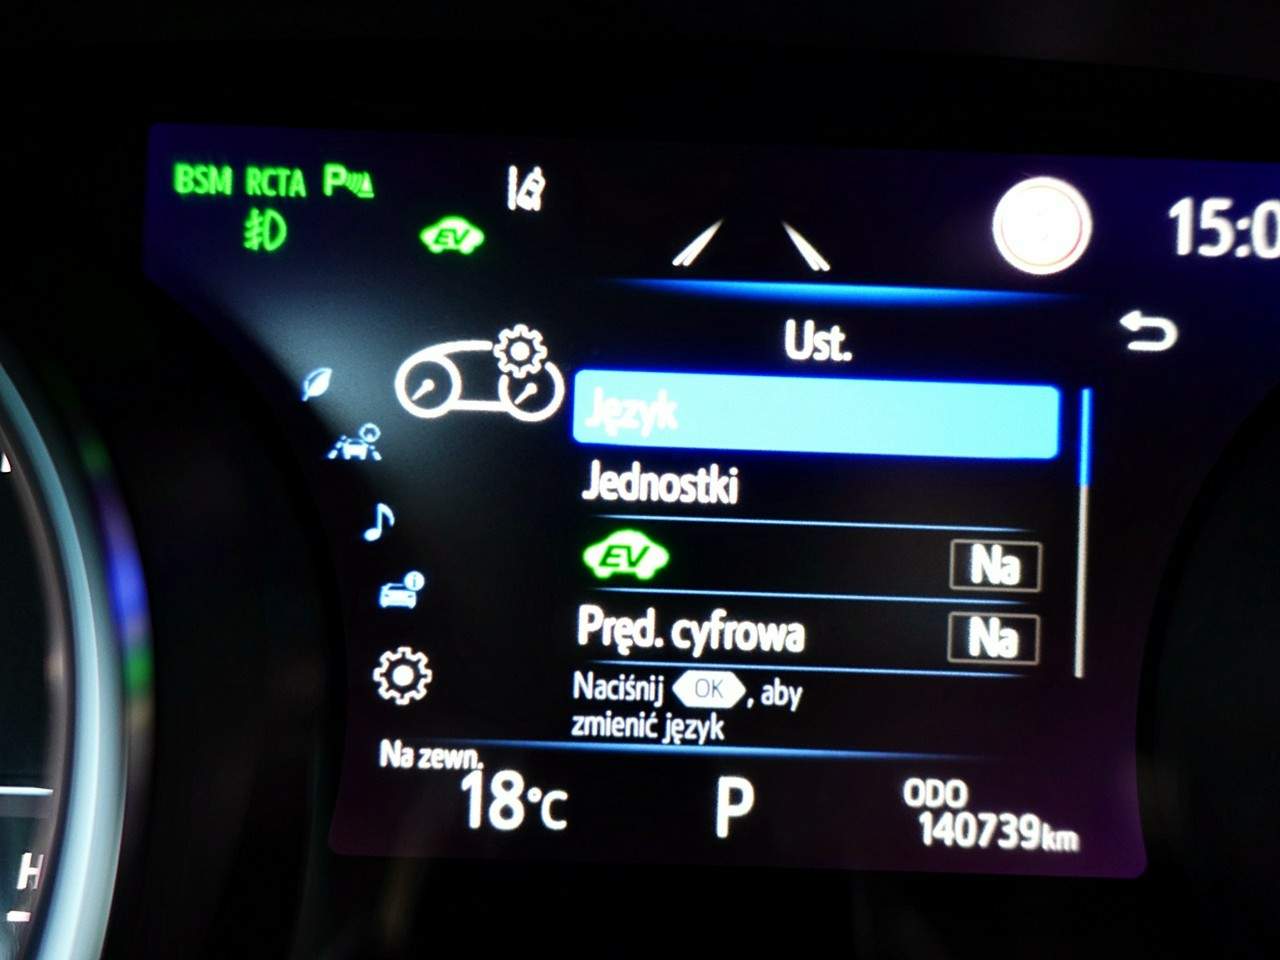 BSM RCTA P
EV
15:0
Ust.
Język
Jednostki
EV Na
Pręd. cyfrowa Na
Naciśnij OK, aby
zmienić język
Na zewn.
18°C P ODO
140739km
H